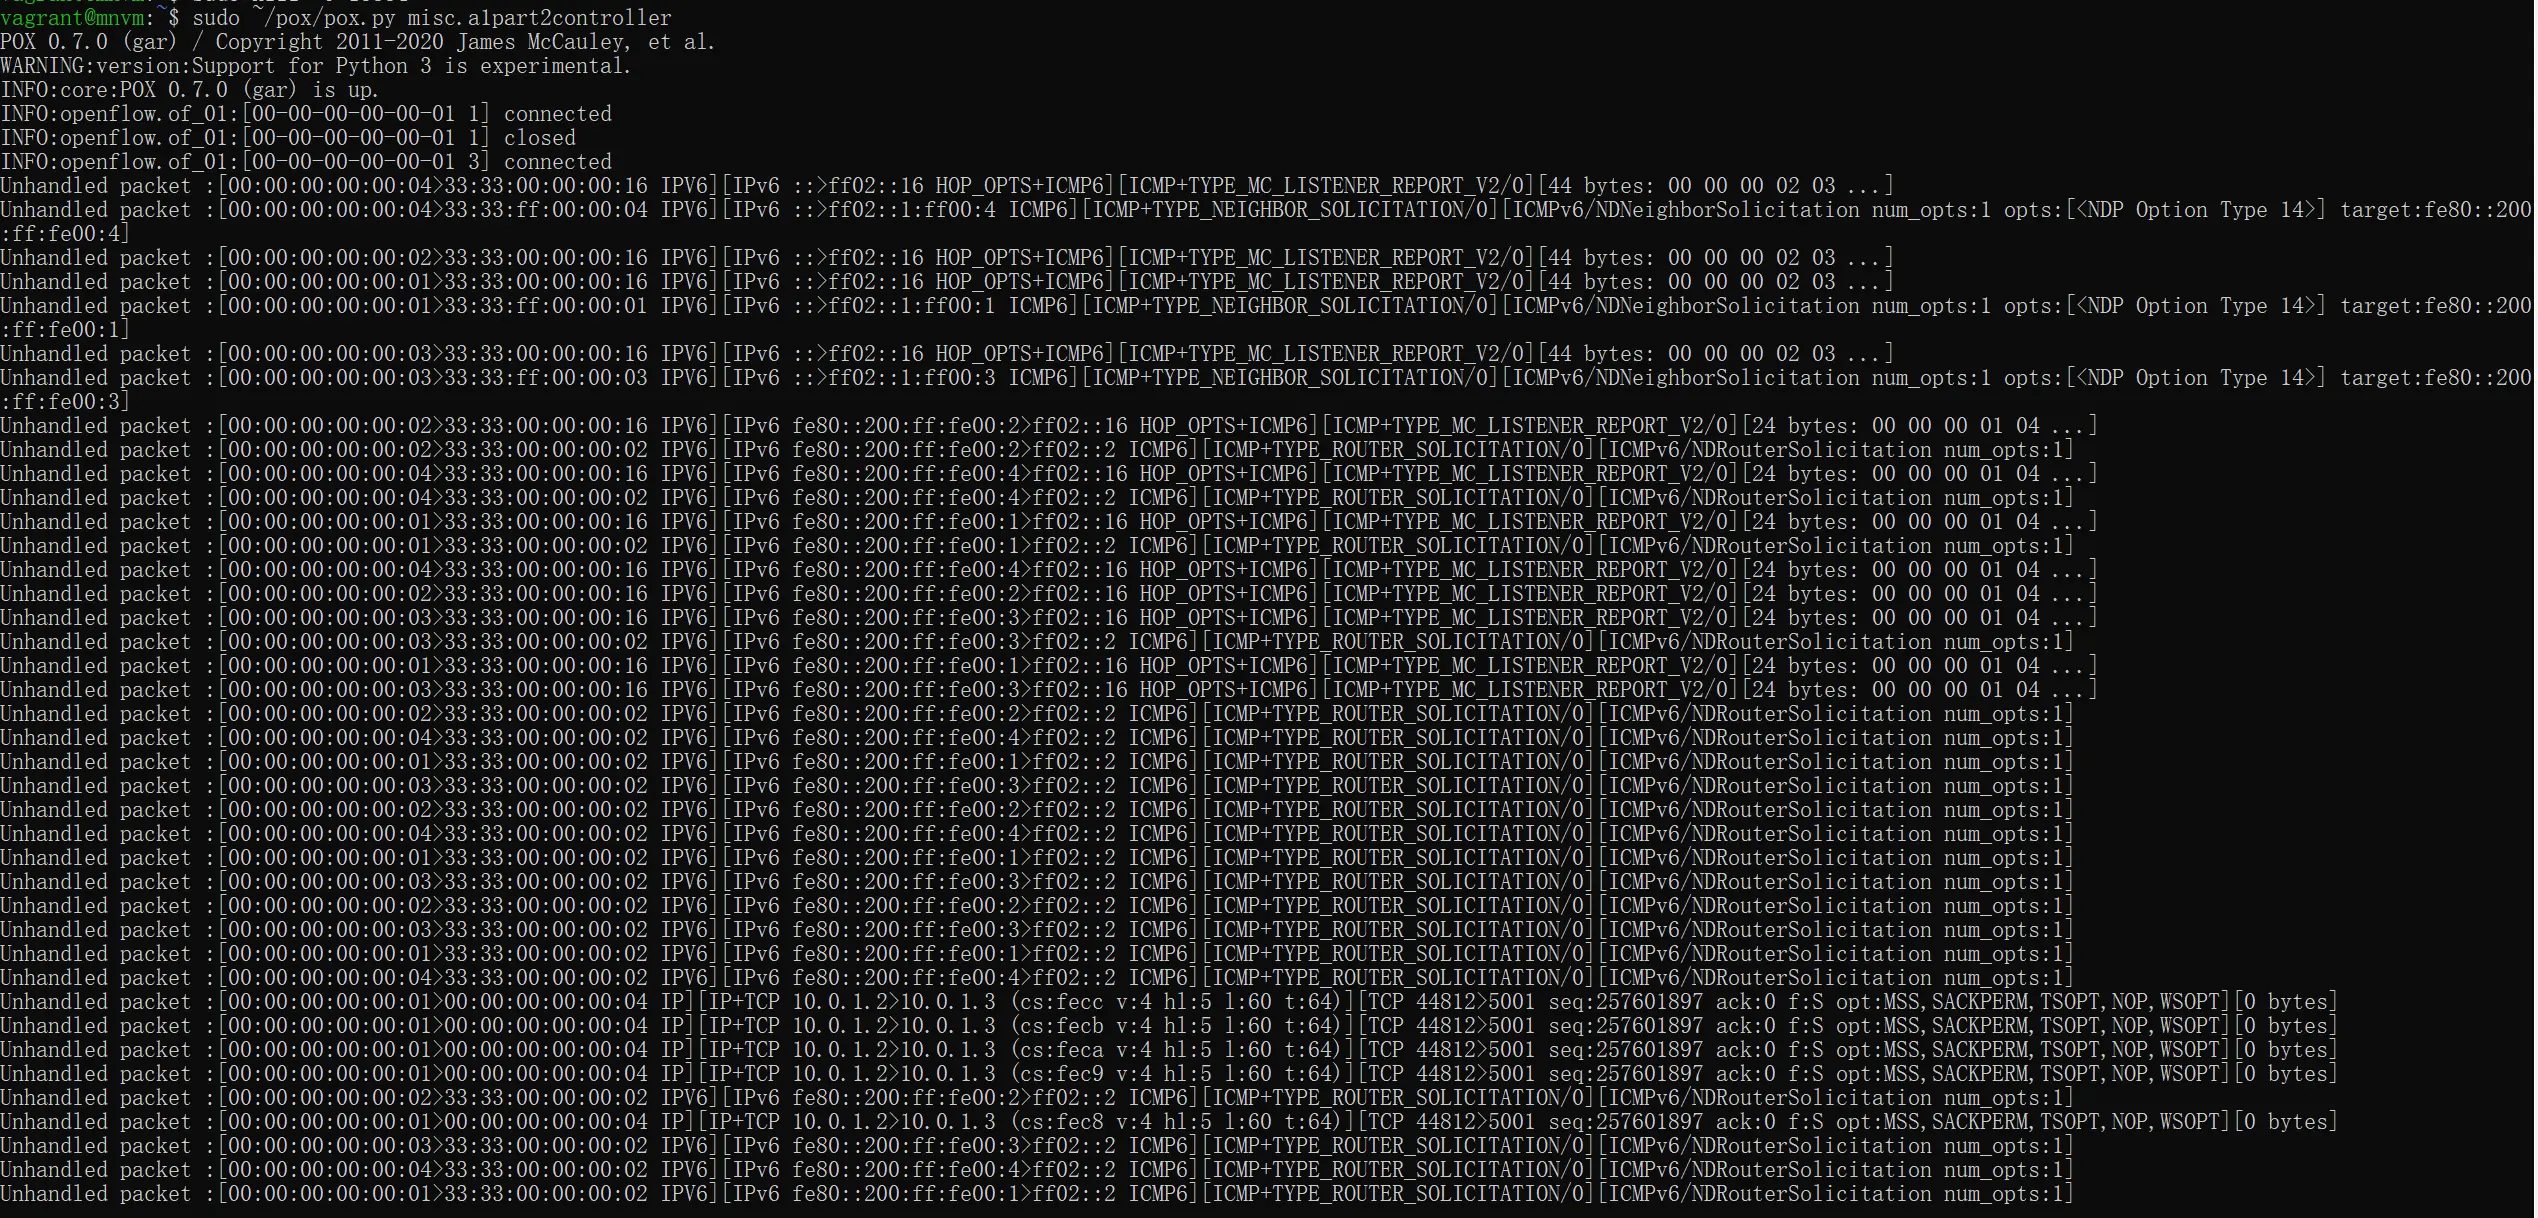 vagrant@mnvm:~$ sudo ~/pox/pox.py misc.a1part2controller
POX 0.7.0 (gar) / Copyright 2011-2020 James McCauley, et al.
WARNING:version:Support for Python 3 is experimental.
INFO:core:POX 0.7.0 (gar) is up.
INFO:openflow.of_01:[00-00-00-00-00-01 1] connected
INFO:openflow.of_01:[00-00-00-00-00-01 1] closed
INFO:openflow.of_01:[00-00-00-00-00-01 3] connected
Unhandled packet :[00:00:00:00:00:04>33:33:00:00:00:16 IPV6][IPv6 ::>ff02::16 HOP_OPTS+ICMP6][ICMP+TYPE_MC_LISTENER_REPORT_V2/0][44 bytes: 00 00 00 02 03 ...]
Unhandled packet :[00:00:00:00:00:04>33:33:ff:00:00:04 IPV6][IPv6 ::>ff02::1:ff00:4 ICMP6][ICMP+TYPE_NEIGHBOR_SOLICITATION/0][ICMPv6/NDNeighborSolicitation num_opts:1 opts:[<NDP Option Type 14>] target:fe80::200
:ff:fe00:4]
Unhandled packet :[00:00:00:00:00:02>33:33:00:00:00:16 IPV6][IPv6 ::>ff02::16 HOP_OPTS+ICMP6][ICMP+TYPE_MC_LISTENER_REPORT_V2/0][44 bytes: 00 00 00 02 03 ...]
Unhandled packet :[00:00:00:00:00:01>33:33:00:00:00:16 IPV6][IPv6 ::>ff02::16 HOP_OPTS+ICMP6][ICMP+TYPE_MC_LISTENER_REPORT_V2/0][44 bytes: 00 00 00 02 03 ...]
Unhandled packet :[00:00:00:00:00:01>33:33:ff:00:00:01 IPV6][IPv6 ::>ff02::1:ff00:1 ICMP6][ICMP+TYPE_NEIGHBOR_SOLICITATION/0][ICMPv6/NDNeighborSolicitation num_opts:1 opts:[<NDP Option Type 14>] target:fe80::200
:ff:fe00:1]
Unhandled packet :[00:00:00:00:00:03>33:33:00:00:00:16 IPV6][IPv6 ::>ff02::16 HOP_OPTS+ICMP6][ICMP+TYPE_MC_LISTENER_REPORT_V2/0][44 bytes: 00 00 00 02 03 ...]
Unhandled packet :[00:00:00:00:00:03>33:33:ff:00:00:03 IPV6][IPv6 ::>ff02::1:ff00:3 ICMP6][ICMP+TYPE_NEIGHBOR_SOLICITATION/0][ICMPv6/NDNeighborSolicitation num_opts:1 opts:[<NDP Option Type 14>] target:fe80::200
:ff:fe00:3]
Unhandled packet :[00:00:00:00:00:02>33:33:00:00:00:16 IPV6][IPv6 fe80::200:ff:fe00:2>ff02::16 HOP_OPTS+ICMP6][ICMP+TYPE_MC_LISTENER_REPORT_V2/0][24 bytes: 00 00 00 01 04 ...]
Unhandled packet :[00:00:00:00:00:02>33:33:00:00:00:02 IPV6][IPv6 fe80::200:ff:fe00:2>ff02::2 ICMP6][ICMP+TYPE_ROUTER_SOLICITATION/0][ICMPv6/NDRouterSolicitation num_opts:1]
Unhandled packet :[00:00:00:00:00:04>33:33:00:00:00:16 IPV6][IPv6 fe80::200:ff:fe00:4>ff02::16 HOP_OPTS+ICMP6][ICMP+TYPE_MC_LISTENER_REPORT_V2/0][24 bytes: 00 00 00 01 04 ...]
Unhandled packet :[00:00:00:00:00:04>33:33:00:00:00:02 IPV6][IPv6 fe80::200:ff:fe00:4>ff02::2 ICMP6][ICMP+TYPE_ROUTER_SOLICITATION/0][ICMPv6/NDRouterSolicitation num_opts:1]
Unhandled packet :[00:00:00:00:00:01>33:33:00:00:00:16 IPV6][IPv6 fe80::200:ff:fe00:1>ff02::16 HOP_OPTS+ICMP6][ICMP+TYPE_MC_LISTENER_REPORT_V2/0][24 bytes: 00 00 00 01 04 ...]
Unhandled packet :[00:00:00:00:00:01>33:33:00:00:00:02 IPV6][IPv6 fe80::200:ff:fe00:1>ff02::2 ICMP6][ICMP+TYPE_ROUTER_SOLICITATION/0][ICMPv6/NDRouterSolicitation num_opts:1]
Unhandled packet :[00:00:00:00:00:04>33:33:00:00:00:16 IPV6][IPv6 fe80::200:ff:fe00:4>ff02::16 HOP_OPTS+ICMP6][ICMP+TYPE_MC_LISTENER_REPORT_V2/0][24 bytes: 00 00 00 01 04 ...]
Unhandled packet :[00:00:00:00:00:02>33:33:00:00:00:16 IPV6][IPv6 fe80::200:ff:fe00:2>ff02::16 HOP_OPTS+ICMP6][ICMP+TYPE_MC_LISTENER_REPORT_V2/0][24 bytes: 00 00 00 01 04 ...]
Unhandled packet :[00:00:00:00:00:03>33:33:00:00:00:16 IPV6][IPv6 fe80::200:ff:fe00:3>ff02::16 HOP_OPTS+ICMP6][ICMP+TYPE_MC_LISTENER_REPORT_V2/0][24 bytes: 00 00 00 01 04 ...]
Unhandled packet :[00:00:00:00:00:03>33:33:00:00:00:02 IPV6][IPv6 fe80::200:ff:fe00:3>ff02::2 ICMP6][ICMP+TYPE_ROUTER_SOLICITATION/0][ICMPv6/NDRouterSolicitation num_opts:1]
Unhandled packet :[00:00:00:00:00:01>33:33:00:00:00:16 IPV6][IPv6 fe80::200:ff:fe00:1>ff02::16 HOP_OPTS+ICMP6][ICMP+TYPE_MC_LISTENER_REPORT_V2/0][24 bytes: 00 00 00 01 04 ...]
Unhandled packet :[00:00:00:00:00:03>33:33:00:00:00:16 IPV6][IPv6 fe80::200:ff:fe00:3>ff02::16 HOP_OPTS+ICMP6][ICMP+TYPE_MC_LISTENER_REPORT_V2/0][24 bytes: 00 00 00 01 04 ...]
Unhandled packet :[00:00:00:00:00:02>33:33:00:00:00:02 IPV6][IPv6 fe80::200:ff:fe00:2>ff02::2 ICMP6][ICMP+TYPE_ROUTER_SOLICITATION/0][ICMPv6/NDRouterSolicitation num_opts:1]
Unhandled packet :[00:00:00:00:00:04>33:33:00:00:00:02 IPV6][IPv6 fe80::200:ff:fe00:4>ff02::2 ICMP6][ICMP+TYPE_ROUTER_SOLICITATION/0][ICMPv6/NDRouterSolicitation num_opts:1]
Unhandled packet :[00:00:00:00:00:01>33:33:00:00:00:02 IPV6][IPv6 fe80::200:ff:fe00:1>ff02::2 ICMP6][ICMP+TYPE_ROUTER_SOLICITATION/0][ICMPv6/NDRouterSolicitation num_opts:1]
Unhandled packet :[00:00:00:00:00:03>33:33:00:00:00:02 IPV6][IPv6 fe80::200:ff:fe00:3>ff02::2 ICMP6][ICMP+TYPE_ROUTER_SOLICITATION/0][ICMPv6/NDRouterSolicitation num_opts:1]
Unhandled packet :[00:00:00:00:00:02>33:33:00:00:00:02 IPV6][IPv6 fe80::200:ff:fe00:2>ff02::2 ICMP6][ICMP+TYPE_ROUTER_SOLICITATION/0][ICMPv6/NDRouterSolicitation num_opts:1]
Unhandled packet :[00:00:00:00:00:04>33:33:00:00:00:02 IPV6][IPv6 fe80::200:ff:fe00:4>ff02::2 ICMP6][ICMP+TYPE_ROUTER_SOLICITATION/0][ICMPv6/NDRouterSolicitation num_opts:1]
Unhandled packet :[00:00:00:00:00:01>33:33:00:00:00:02 IPV6][IPv6 fe80::200:ff:fe00:1>ff02::2 ICMP6][ICMP+TYPE_ROUTER_SOLICITATION/0][ICMPv6/NDRouterSolicitation num_opts:1]
Unhandled packet :[00:00:00:00:00:03>33:33:00:00:00:02 IPV6][IPv6 fe80::200:ff:fe00:3>ff02::2 ICMP6][ICMP+TYPE_ROUTER_SOLICITATION/0][ICMPv6/NDRouterSolicitation num_opts:1]
Unhandled packet :[00:00:00:00:00:02>33:33:00:00:00:02 IPV6][IPv6 fe80::200:ff:fe00:2>ff02::2 ICMP6][ICMP+TYPE_ROUTER_SOLICITATION/0][ICMPv6/NDRouterSolicitation num_opts:1]
Unhandled packet :[00:00:00:00:00:03>33:33:00:00:00:02 IPV6][IPv6 fe80::200:ff:fe00:3>ff02::2 ICMP6][ICMP+TYPE_ROUTER_SOLICITATION/0][ICMPv6/NDRouterSolicitation num_opts:1]
Unhandled packet :[00:00:00:00:00:01>33:33:00:00:00:02 IPV6][IPv6 fe80::200:ff:fe00:1>ff02::2 ICMP6][ICMP+TYPE_ROUTER_SOLICITATION/0][ICMPv6/NDRouterSolicitation num_opts:1]
Unhandled packet :[00:00:00:00:00:04>33:33:00:00:00:02 IPV6][IPv6 fe80::200:ff:fe00:4>ff02::2 ICMP6][ICMP+TYPE_ROUTER_SOLICITATION/0][ICMPv6/NDRouterSolicitation num_opts:1]
Unhandled packet :[00:00:00:00:00:01>00:00:00:00:00:04 IP][IP+TCP 10.0.1.2>10.0.1.3 (cs:fecc v:4 hl:5 l:60 t:64)][TCP 44812>5001 seq:257601897 ack:0 f:S opt:MSS,SACKPERM,TSOPT,NOP,WSOPT][0 bytes]
Unhandled packet :[00:00:00:00:00:01>00:00:00:00:00:04 IP][IP+TCP 10.0.1.2>10.0.1.3 (cs:fecb v:4 hl:5 l:60 t:64)][TCP 44812>5001 seq:257601897 ack:0 f:S opt:MSS,SACKPERM,TSOPT,NOP,WSOPT][0 bytes]
Unhandled packet :[00:00:00:00:00:01>00:00:00:00:00:04 IP][IP+TCP 10.0.1.2>10.0.1.3 (cs:feca v:4 hl:5 l:60 t:64)][TCP 44812>5001 seq:257601897 ack:0 f:S opt:MSS,SACKPERM,TSOPT,NOP,WSOPT][0 bytes]
Unhandled packet :[00:00:00:00:00:01>00:00:00:00:00:04 IP][IP+TCP 10.0.1.2>10.0.1.3 (cs:fec9 v:4 hl:5 l:60 t:64)][TCP 44812>5001 seq:257601897 ack:0 f:S opt:MSS,SACKPERM,TSOPT,NOP,WSOPT][0 bytes]
Unhandled packet :[00:00:00:00:00:02>33:33:00:00:00:02 IPV6][IPv6 fe80::200:ff:fe00:2>ff02::2 ICMP6][ICMP+TYPE_ROUTER_SOLICITATION/0][ICMPv6/NDRouterSolicitation num_opts:1]
Unhandled packet :[00:00:00:00:00:01>00:00:00:00:00:04 IP][IP+TCP 10.0.1.2>10.0.1.3 (cs:fec8 v:4 hl:5 l:60 t:64)][TCP 44812>5001 seq:257601897 ack:0 f:S opt:MSS,SACKPERM,TSOPT,NOP,WSOPT][0 bytes]
Unhandled packet :[00:00:00:00:00:03>33:33:00:00:00:02 IPV6][IPv6 fe80::200:ff:fe00:3>ff02::2 ICMP6][ICMP+TYPE_ROUTER_SOLICITATION/0][ICMPv6/NDRouterSolicitation num_opts:1]
Unhandled packet :[00:00:00:00:00:04>33:33:00:00:00:02 IPV6][IPv6 fe80::200:ff:fe00:4>ff02::2 ICMP6][ICMP+TYPE_ROUTER_SOLICITATION/0][ICMPv6/NDRouterSolicitation num_opts:1]
Unhandled packet :[00:00:00:00:00:01>33:33:00:00:00:02 IPV6][IPv6 fe80::200:ff:fe00:1>ff02::2 ICMP6][ICMP+TYPE_ROUTER_SOLICITATION/0][ICMPv6/NDRouterSolicitation num_opts:1]